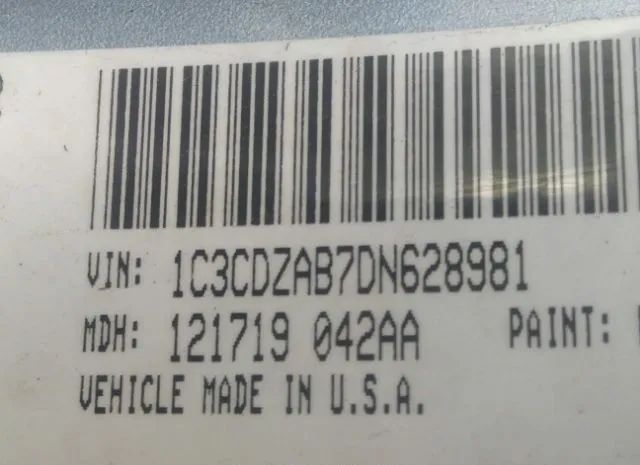 VIN: 1C3CDZAB7DN628981
MDH: 121719 042AA PAINT:
VEHICLE MADE IN U.S.A.